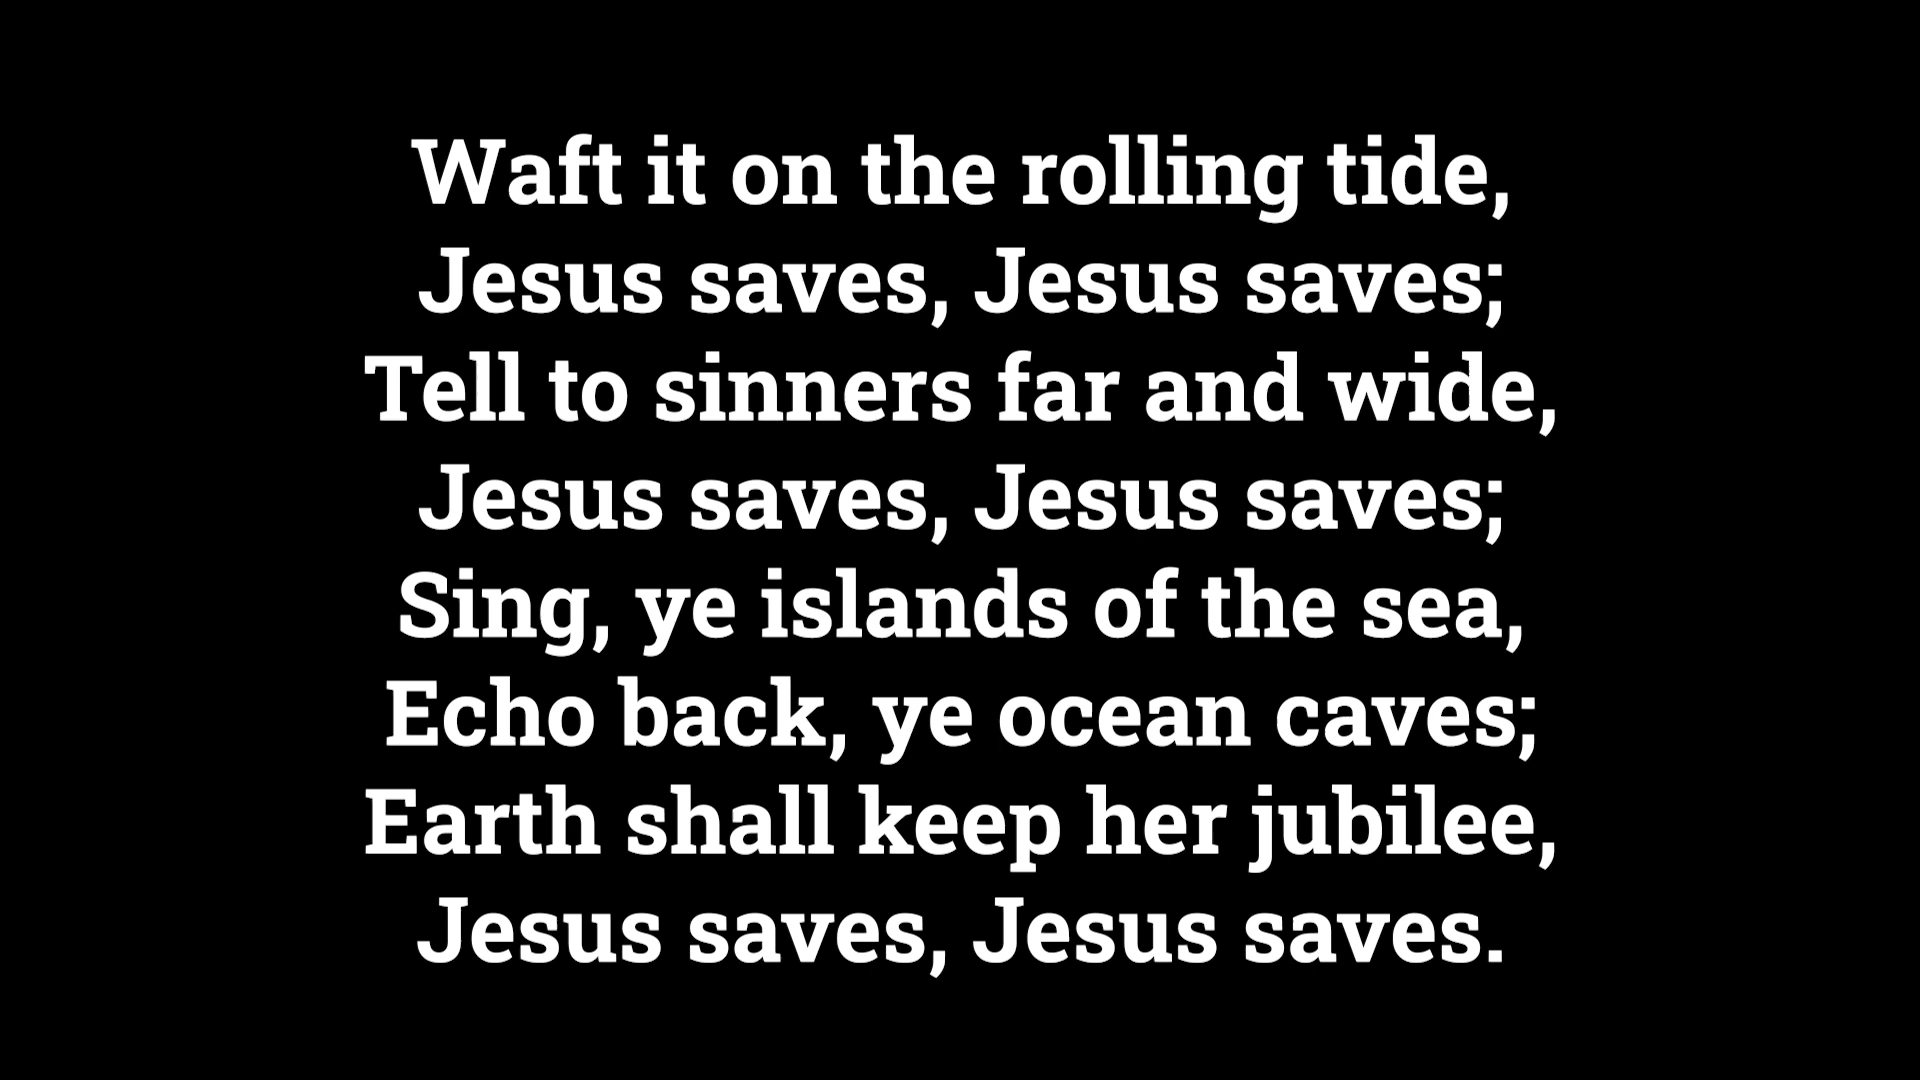 Waft it on the rolling tide,
Jesus saves, Jesus saves;
Tell to sinners far and wide,
Jesus saves, Jesus saves;
Sing, ye islands of the sea,
Echo back, ye ocean caves;
Earth shall keep her jubilee,
Jesus saves, Jesus saves.